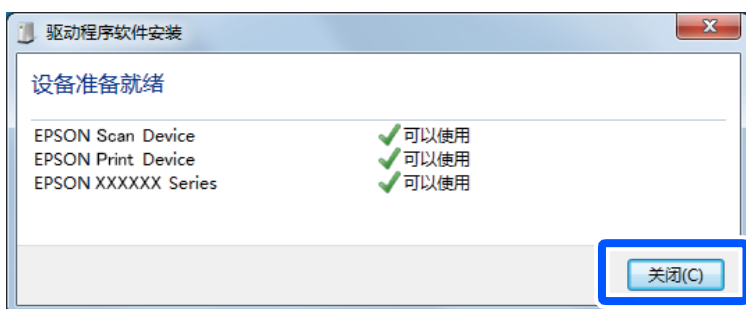 驱动程序软件安装
设备准备就绪
EPSON Scan Device 可以使用
EPSON Print Device 可以使用
EPSON XXXXXX Series 可以使用
关闭(C)